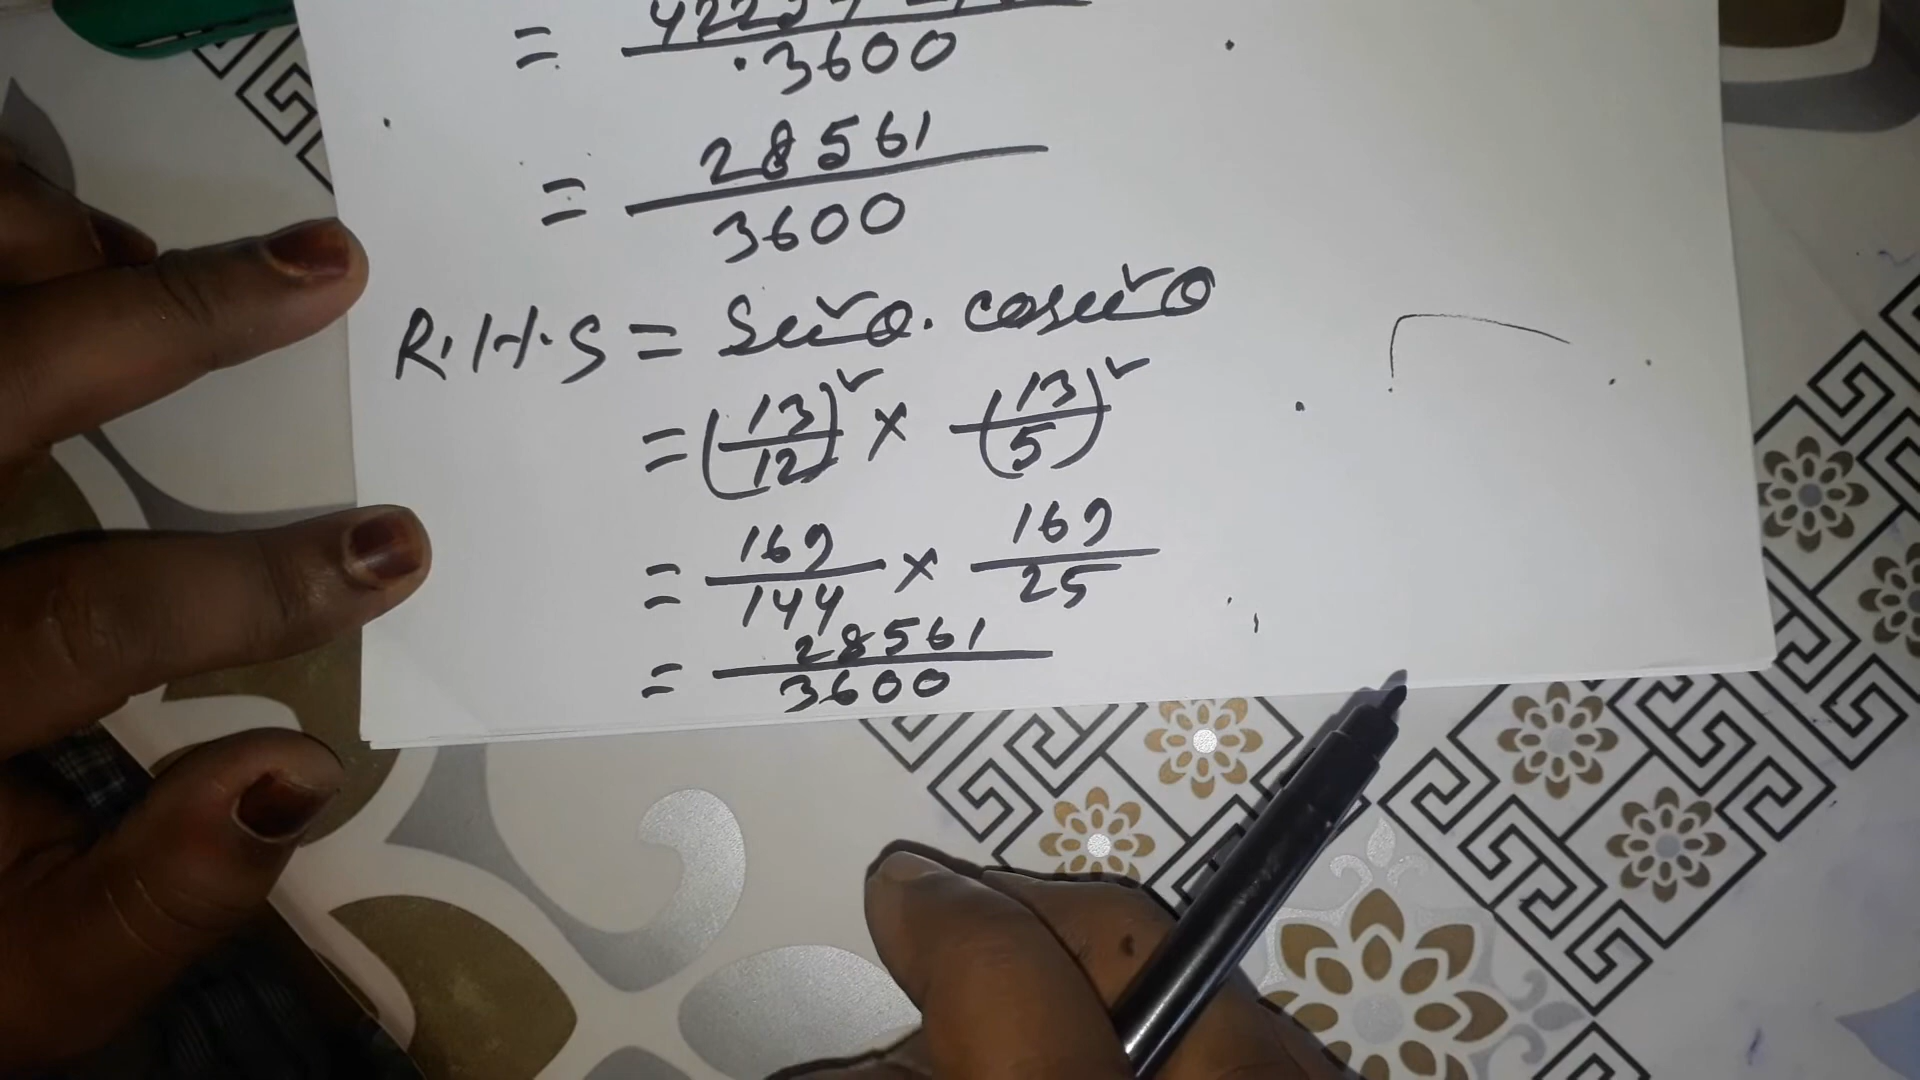 = / 3600
= 28561 / 3600
R.H.S = Sec²θ. cosec²θ
= (13/12)² × (13/5)²
= 169/144 × 169/25
= 28561/3600